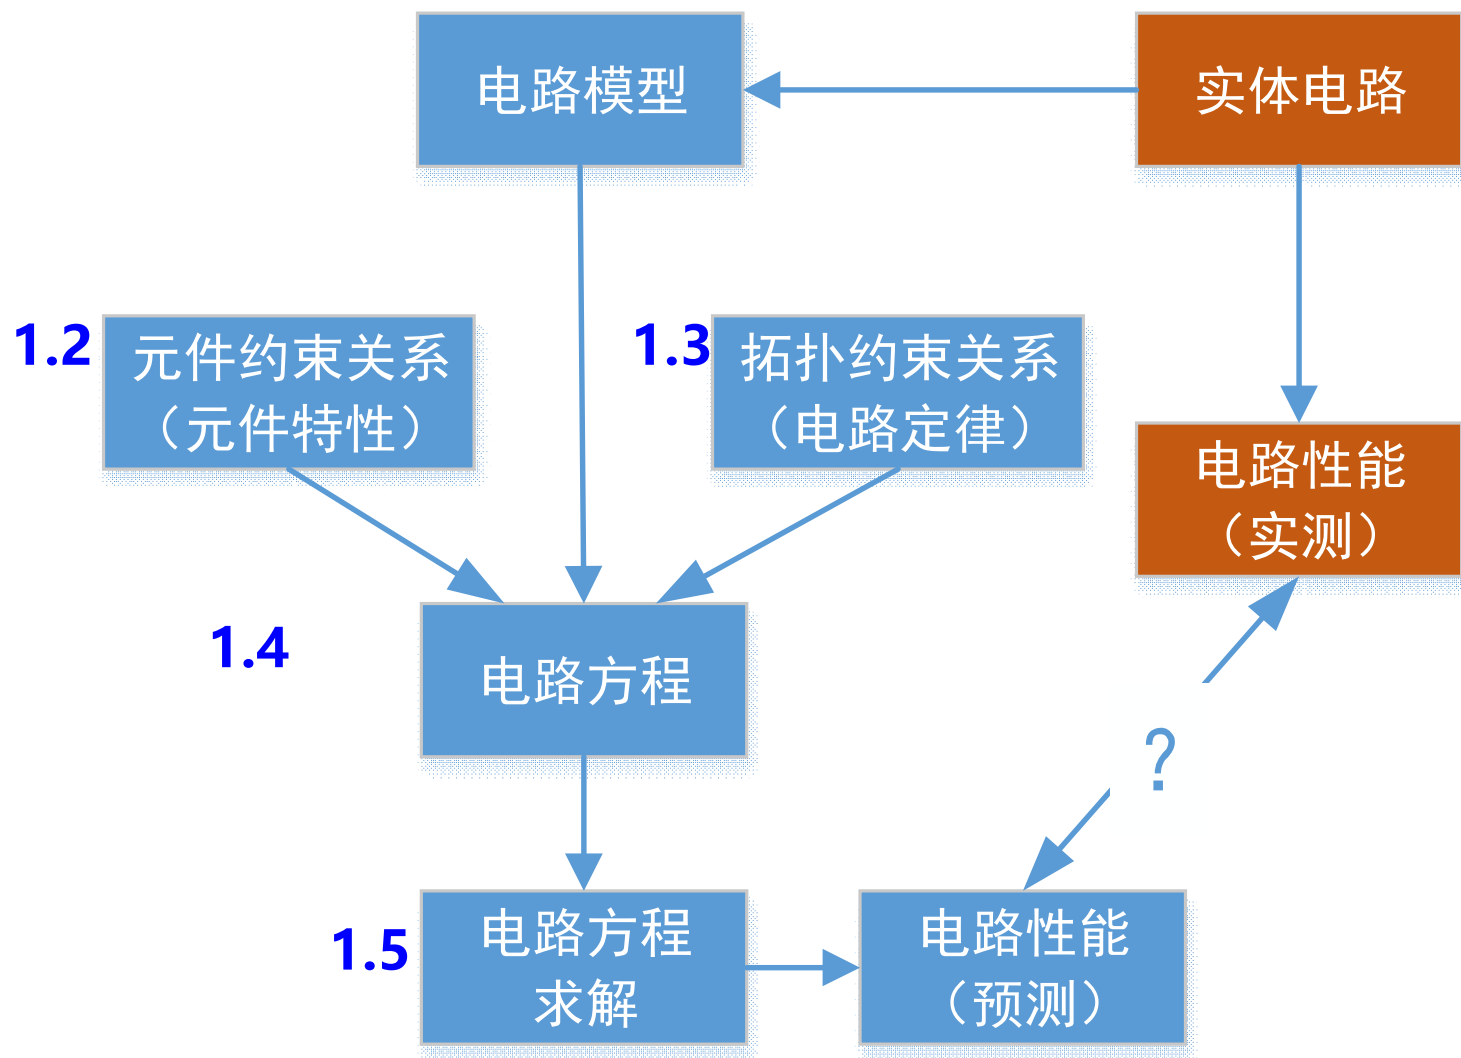 电路模型
实体电路
1.2
元件约束关系
（元件特性）
1.3
拓扑约束关系
（电路定律）
电路性能
（实测）
1.4
电路方程
?
1.5
电路方程
求解
电路性能
（预测）